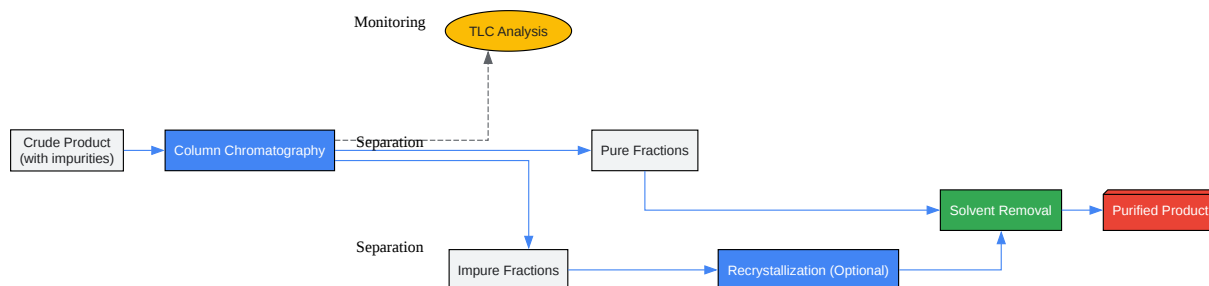 Monitoring
TLC Analysis
Crude Product
(with impurities)
Column Chromatography
Separation
Pure Fractions
Solvent Removal
Purified Product
Separation
Impure Fractions
Recrystallization (Optional)